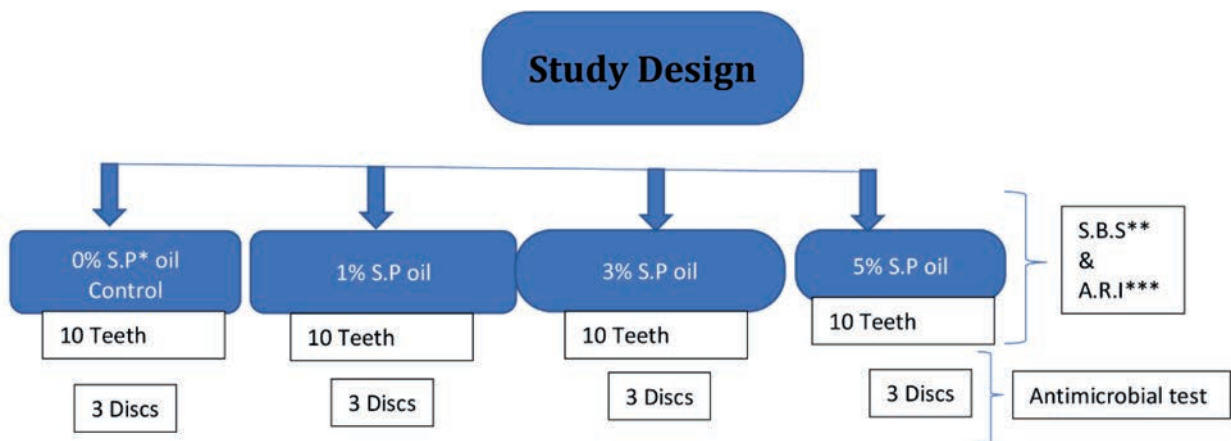 Study Design
0% S.P* oil
Control
1% S.P oil
3% S.P oil
5% S.P oil
S.B.S**
&
A.R.I***
10 Teeth
10 Teeth
10 Teeth
10 Teeth
3 Discs
3 Discs
3 Discs
3 Discs
Antimicrobial test